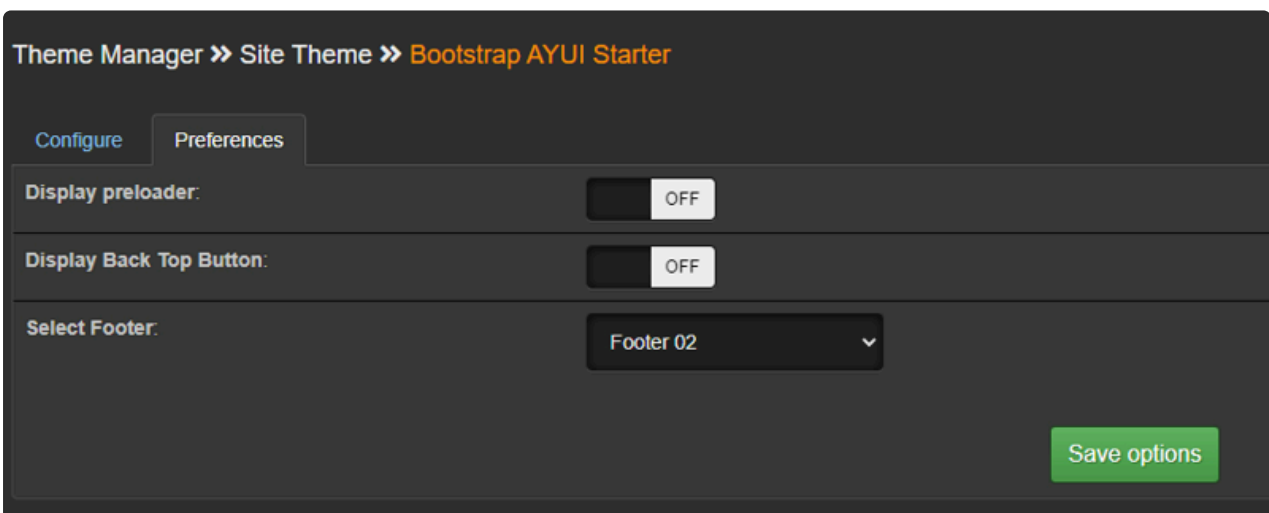 Theme Manager » Site Theme » Bootstrap AYUI Starter
Configure Preferences
Display preloader: OFF
Display Back Top Button: OFF
Select Footer: Footer 02
Save options